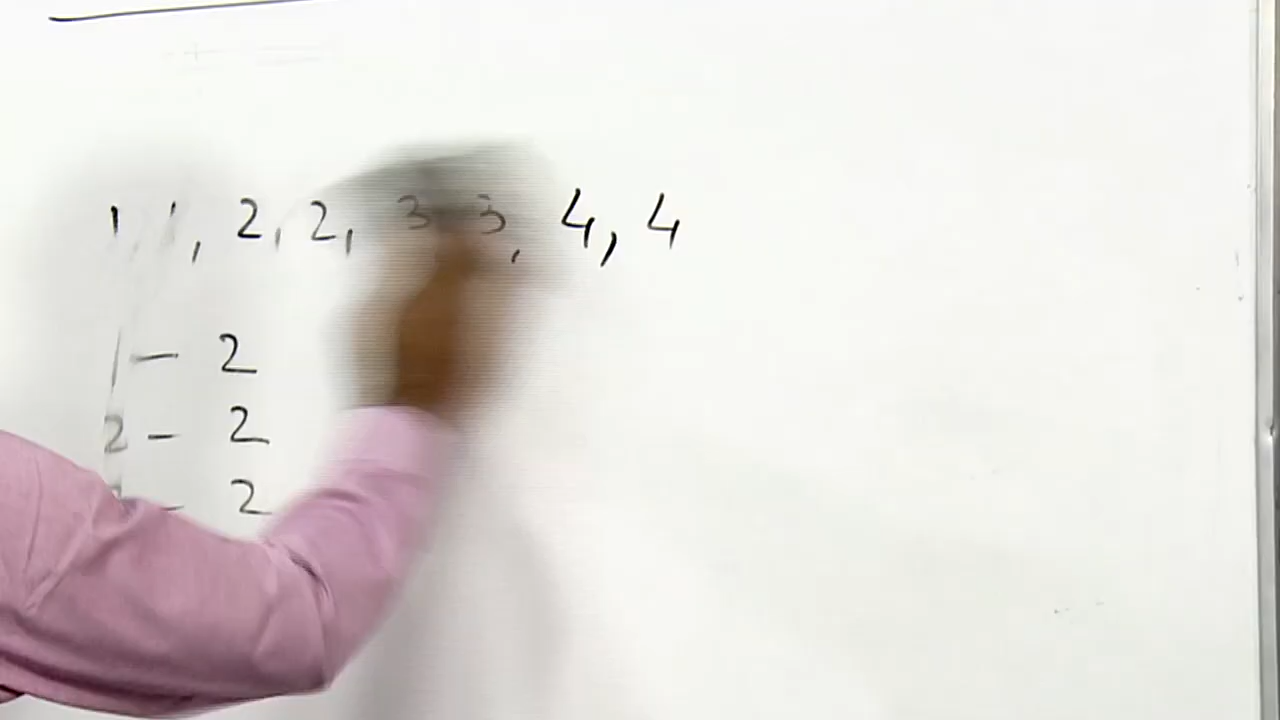 1, 1, 2, 2, 3 3, 4, 4
1 - 2
2 - 2
- 2